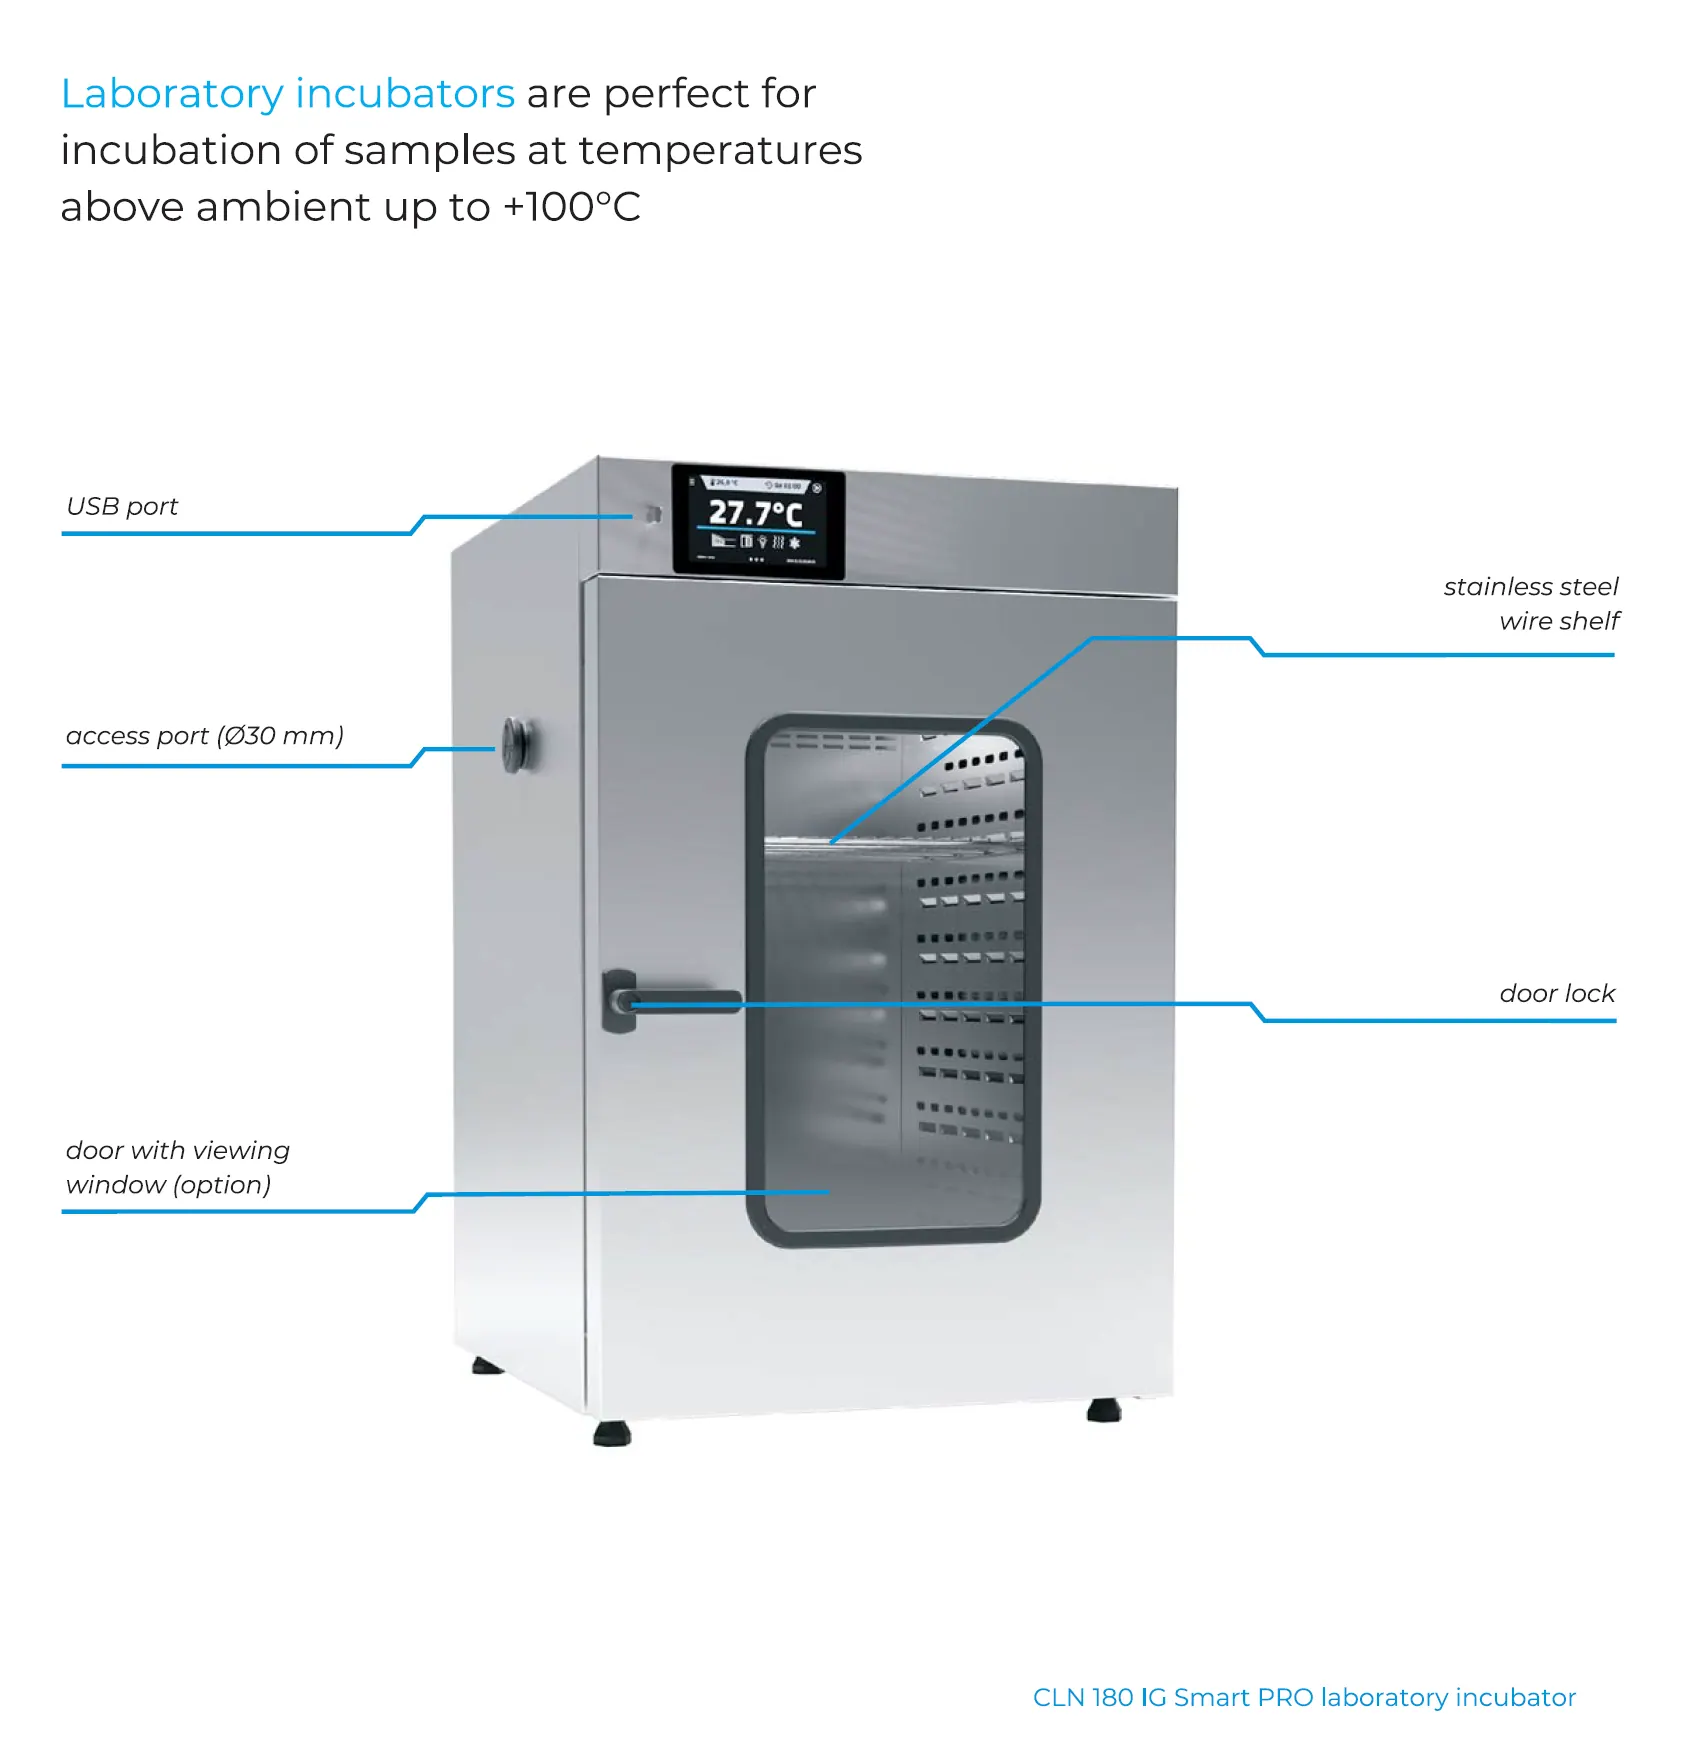 Laboratory incubators are perfect for
incubation of samples at temperatures
above ambient up to +100°C
USB port
27.7°C
stainless steel
wire shelf
access port (Ø30 mm)
door lock
door with viewing
window (option)
CLN 180 IG Smart PRO laboratory incubator